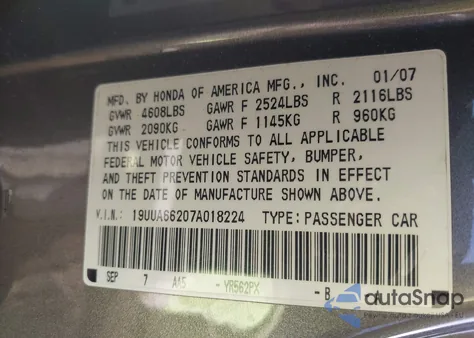 MFD. BY HONDA OF AMERICA MFG., INC. 01/07
GVWR 4608LBS GAWR F 2524LBS R 2116LBS
GVWR 2090KG GAWR F 1145KG R 960KG
THIS VEHICLE CONFORMS TO ALL APPLICABLE
FEDERAL MOTOR VEHICLE SAFETY, BUMPER,
AND THEFT PREVENTION STANDARDS IN EFFECT
ON THE DATE OF MANUFACTURE SHOWN ABOVE.
V.I.N.: 19UUA66207A018224 TYPE: PASSENGER CAR
SEP 7 A15 - YR562PX - B
autoSnap